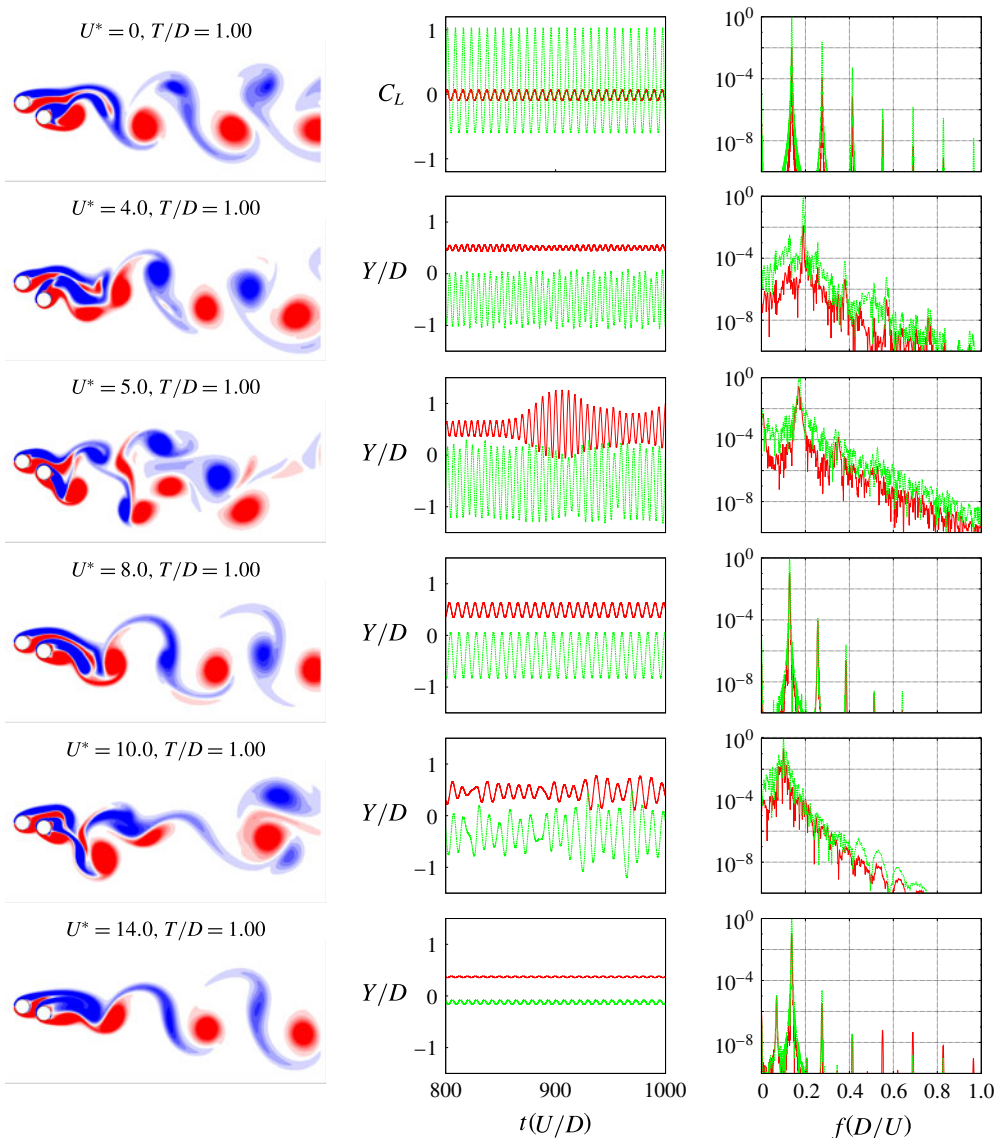 U* = 0, T/D = 1.00
C_L
1
0
−1
10^0
10^−4
10^−8
U* = 4.0, T/D = 1.00
Y/D
1
0
−1
10^0
10^−4
10^−8
U* = 5.0, T/D = 1.00
Y/D
1
0
−1
10^0
10^−4
10^−8
U* = 8.0, T/D = 1.00
Y/D
1
0
−1
10^0
10^−4
10^−8
U* = 10.0, T/D = 1.00
Y/D
1
0
−1
10^0
10^−4
10^−8
U* = 14.0, T/D = 1.00
Y/D
1
0
−1
800 900 1000
t(U/D)
10^0
10^−4
10^−8
0 0.2 0.4 0.6 0.8 1.0
f(D/U)